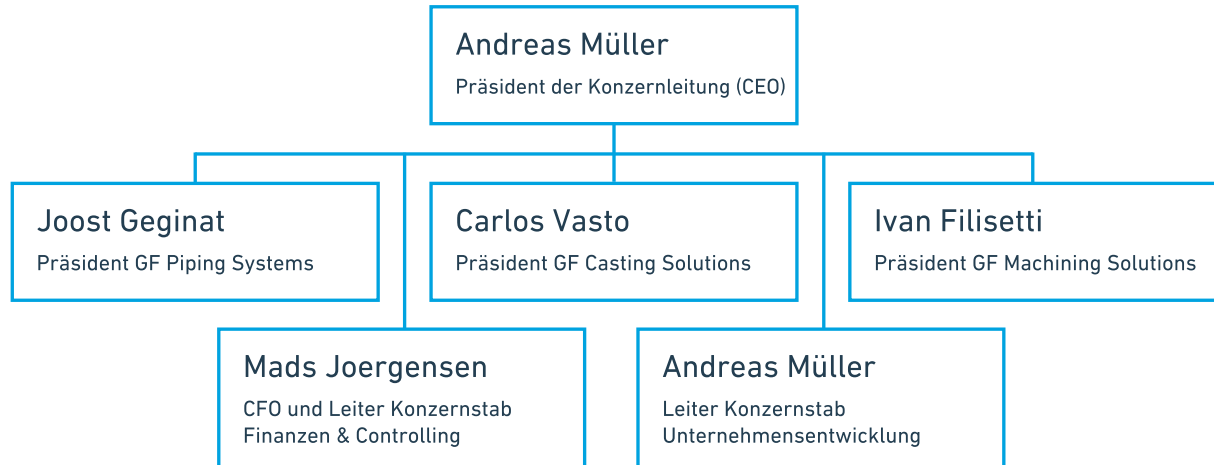 Andreas Müller
Präsident der Konzernleitung (CEO)
Joost Geginat
Präsident GF Piping Systems
Carlos Vasto
Präsident GF Casting Solutions
Ivan Filisetti
Präsident GF Machining Solutions
Mads Joergensen
CFO und Leiter Konzernstab
Finanzen & Controlling
Andreas Müller
Leiter Konzernstab
Unternehmensentwicklung